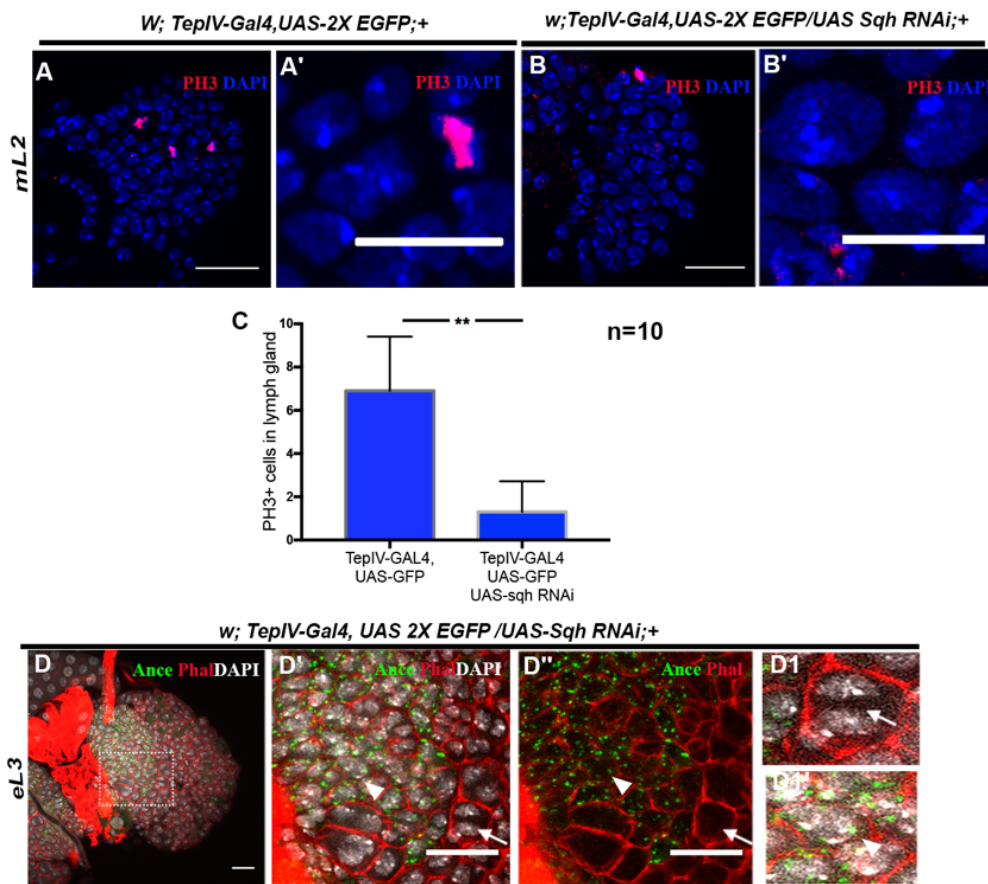 W; TepIV-Gal4,UAS-2X EGFP;+
w;TepIV-Gal4,UAS-2X EGFP/UAS Sqh RNAi;+
A
PH3 DAPI
A'
PH3 DAPI
B
PH3 DAPI
B'
PH3 DAPI
mL2
C
**
n=10
PH3+ cells in lymph gland
10
8
6
4
2
0
TepIV-GAL4,
UAS-GFP
TepIV-GAL4
UAS-GFP
UAS-sqh RNAi
w; TepIV-Gal4, UAS 2X EGFP /UAS-Sqh RNAi;+
D
Ance Phal DAPI
D'
Ance Phal DAPI
D''
Ance Phal
D1
D1'
eL3